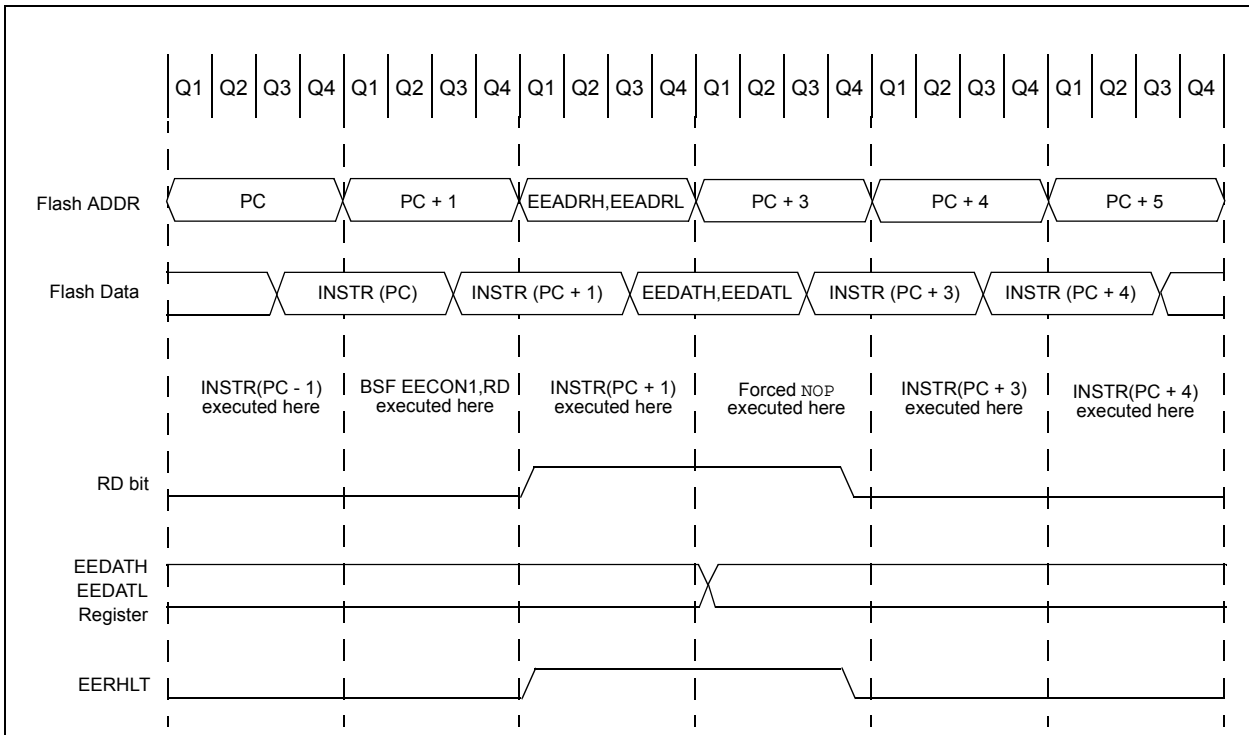 Q1 Q2 Q3 Q4 Q1 Q2 Q3 Q4 Q1 Q2 Q3 Q4 Q1 Q2 Q3 Q4 Q1 Q2 Q3 Q4 Q1 Q2 Q3 Q4
Flash ADDR PC PC + 1 EEADRH,EEADRL PC + 3 PC + 4 PC + 5
Flash Data INSTR (PC) INSTR (PC + 1) EEDATH,EEDATL INSTR (PC + 3) INSTR (PC + 4)
INSTR(PC - 1) BSF EECON1,RD INSTR(PC + 1) Forced NOP INSTR(PC + 3) INSTR(PC + 4)
executed here executed here executed here executed here executed here executed here
RD bit
EEDATH
EEDATL
Register
EERHLT